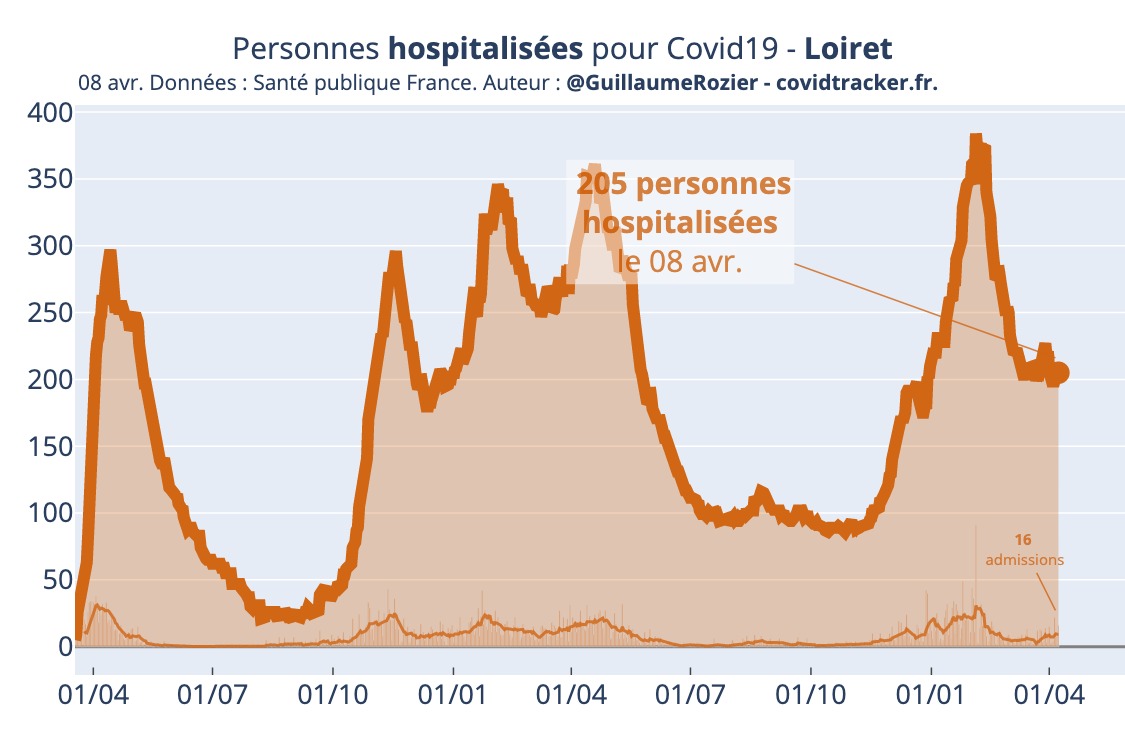 Personnes hospitalisées pour Covid19 - Loiret
08 avr. Données : Santé publique France. Auteur : @GuillaumeRozier - covidtracker.fr.
400
350
300
250
200
150
100
50
0
205 personnes
hospitalisées
le 08 avr.
16
admissions
01/04 01/07 01/10 01/01 01/04 01/07 01/10 01/01 01/04